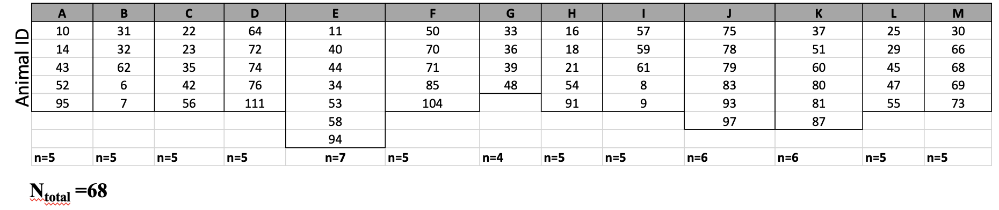 Animal ID
A B C D E F G H I J K L M
10 31 22 64 11 50 33 16 57 75 37 25 30
14 32 23 72 40 70 36 18 59 78 51 29 66
43 62 35 74 44 71 39 21 61 79 60 45 68
52 6 42 76 34 85 48 54 8 83 80 47 69
95 7 56 111 53 104 91 9 93 81 55 73
58 97 87
94
n=5 n=5 n=5 n=5 n=7 n=5 n=4 n=5 n=5 n=6 n=6 n=5 n=5
Ntotal =68